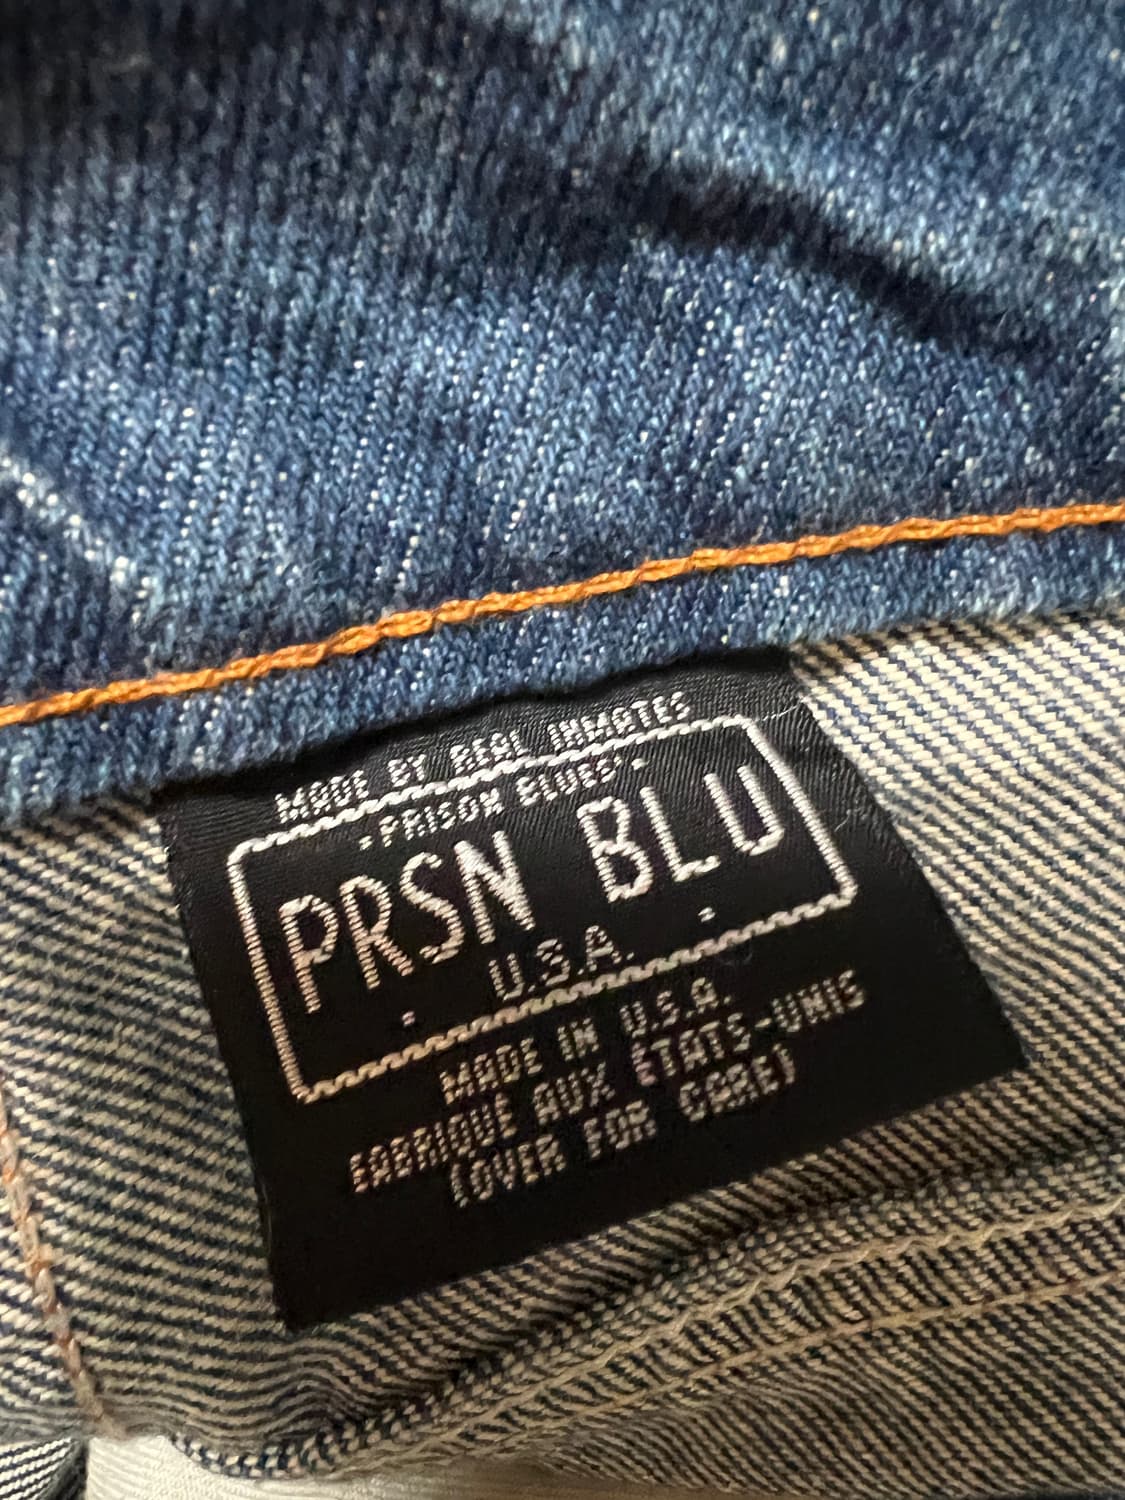 MADE BY REAL INMATES
·PRISON BLUES·
PRSN BLU
· U.S.A. ·
MADE IN U.S.A.
FABRIQUE AUX ETATS-UNIS
(OVER FOR CARE)